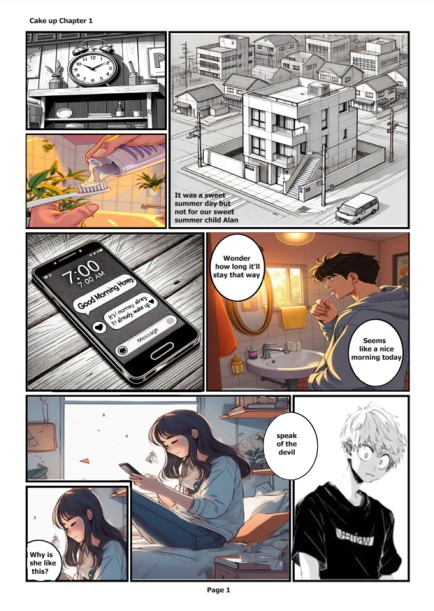 Cake up Chapter 1
It was a sweet
summer day but
not for our sweet
summer child Alan
7:00
7:00 AM
Good Morning Honey,
Message
Wonder
how long it'll
stay that way
Seems
like a nice
morning today
speak
of the
devil
Why is
she like
this?
Page 1